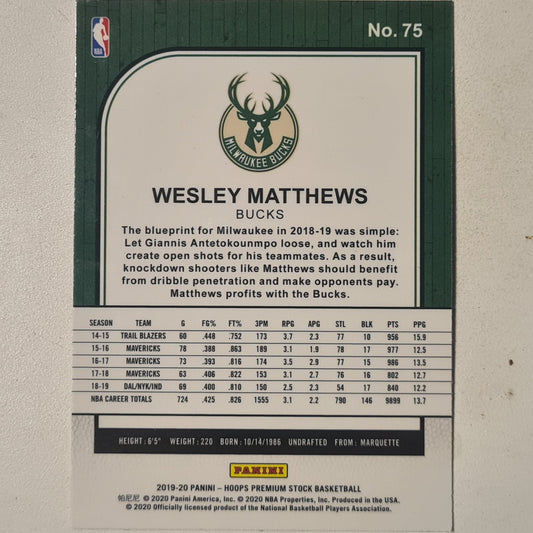 No. 75
NBA
MILWAUKEE BUCKS
WESLEY MATTHEWS
BUCKS
The blueprint for Milwaukee in 2018-19 was simple:
Let Giannis Antetokounmpo loose, and watch him
create open shots for his teammates. As a result,
knockdown shooters like Matthews should benefit
from dribble penetration and make opponents pay.
Matthews profits with the Bucks.
SEASON TEAM G FG% FT% 3PM RPG APG STL BLK PTS PPG
14-15 TRAIL BLAZERS 60 .448 .752 173 3.7 2.3 77 10 956 15.9
15-16 MAVERICKS 78 .388 .863 189 3.1 1.9 78 17 977 12.5
16-17 MAVERICKS 73 .393 .816 174 3.5 2.9 77 15 986 13.5
17-18 MAVERICKS 63 .406 .822 153 3.1 2.7 76 16 802 12.7
18-19 DAL/NYK/IND 69 .400 .810 150 2.5 2.3 54 17 840 12.2
NBA CAREER TOTALS 724 .425 .826 1555 3.1 2.2 790 146 9899 13.7
HEIGHT: 6'5" WEIGHT: 220 BORN: 10/14/1986 UNDRAFTED FROM: MARQUETTE
PANINI
2019-20 PANINI – HOOPS PREMIUM STOCK BASKETBALL
帕尼尼 © 2020 Panini America, Inc. © 2020 NBA Properties, Inc. Produced in the USA.
© 2020 Officially licensed product of the National Basketball Players Association.